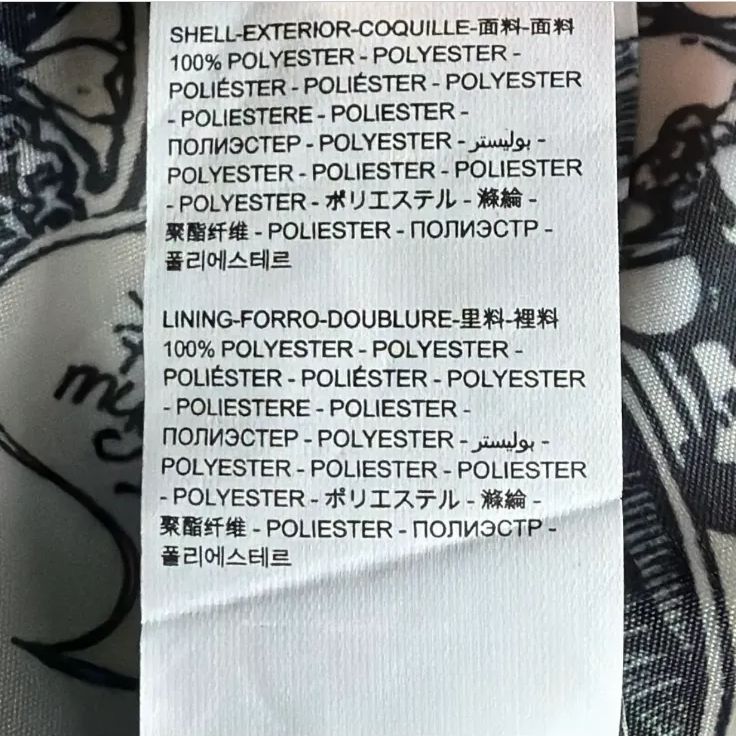 SHELL-EXTERIOR-COQUILLE-面料-面料
100% POLYESTER - POLYESTER -
POLIÉSTER - POLIÉSTER - POLYESTER
- POLIESTERE - POLIESTER -
ПОЛИЭСТЕР - POLYESTER - بوليستر -
POLYESTER - POLIESTER - POLIESTER
- POLYESTER - ポリエステル - 滌綸 -
聚酯纤维 - POLIESTER - ПОЛИЭСТР -
폴리에스테르
LINING-FORRO-DOUBLURE-里料-裡料
100% POLYESTER - POLYESTER -
POLIÉSTER - POLIÉSTER - POLYESTER
- POLIESTERE - POLIESTER -
ПОЛИЭСТЕР - POLYESTER - بوليستر -
POLYESTER - POLIESTER - POLIESTER
- POLYESTER - ポリエステル - 滌綸 -
聚酯纤维 - POLIESTER - ПОЛИЭСТР -
폴리에스테르